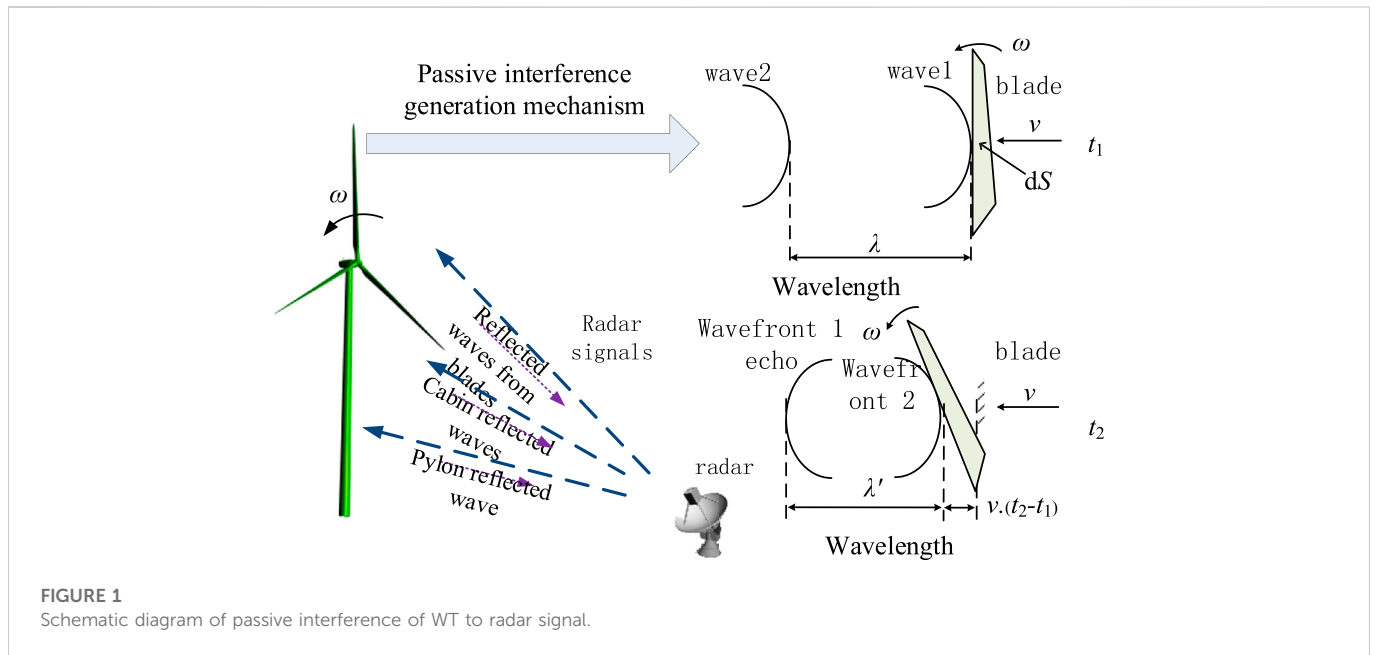 Passive interference
generation mechanism
ω
wave2
wave1
ω
blade
v
t1
dS
λ
Wavelength
Reflected
waves from
blades
Cabin reflected
waves
Pylon reflected
wave
Radar
signals
radar
Wavefront 1
echo
ω
Wavefr
ont 2
blade
v
t2
λ′
v.(t2-t1)
Wavelength
FIGURE 1
Schematic diagram of passive interference of WT to radar signal.